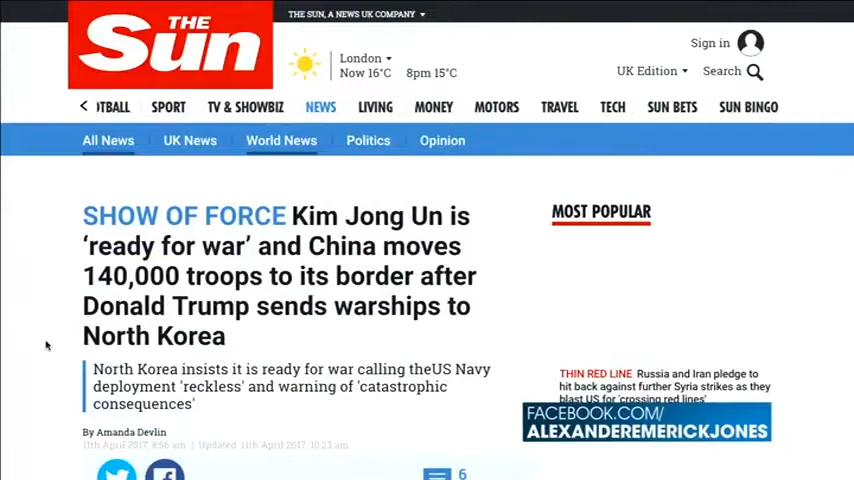 THE SUN, A NEWS UK COMPANY
THE
Sun
London
Now 16°C 8pm 15°C
Sign in
UK Edition Search
OTBALL SPORT TV & SHOWBIZ NEWS LIVING MONEY MOTORS TRAVEL TECH SUN BETS SUN BINGO
All News UK News World News Politics Opinion
SHOW OF FORCE Kim Jong Un is
‘ready for war’ and China moves
140,000 troops to its border after
Donald Trump sends warships to
North Korea
North Korea insists it is ready for war calling theUS Navy
deployment 'reckless' and warning of 'catastrophic
consequences'
By Amanda Devlin
11th April 2017, 8:56 am | Updated: 11th April 2017, 10:23 am
6
MOST POPULAR
THIN RED LINE Russia and Iran pledge to
hit back against further Syria strikes as they
blast US for 'crossing red lines'
FACEBOOK.COM/
ALEXANDEREMERICKJONES